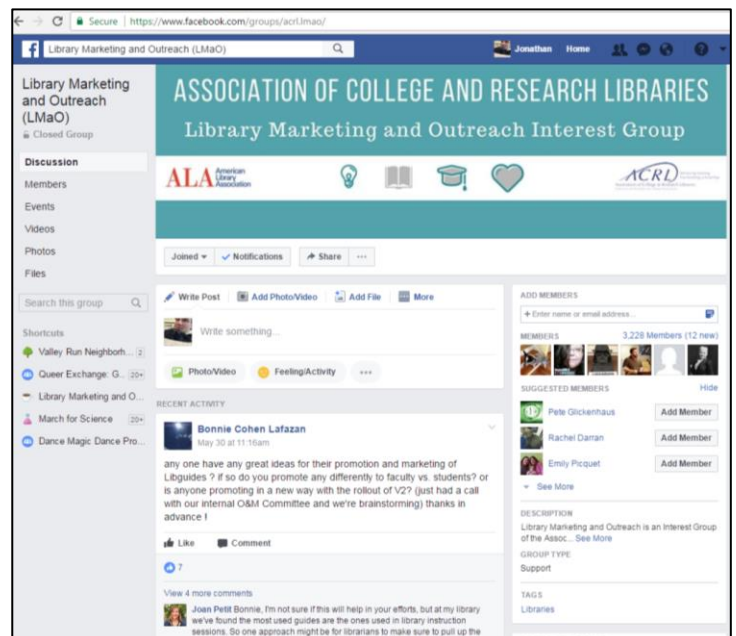 Secure https://www.facebook.com/groups/acrl.lmao/
Library Marketing and Outreach (LMaO)
Jonathan Home
Library Marketing
and Outreach
(LMaO)
Closed Group
Discussion
Members
Events
Videos
Photos
Files
Search this group
Shortcuts
Valley Run Neighborh... 2
Queer Exchange: G... 20+
Library Marketing and O...
March for Science 20+
Dance Magic Dance Pro...
ASSOCIATION OF COLLEGE AND RESEARCH LIBRARIES
Library Marketing and Outreach Interest Group
ALA American Library Association
ACRL
Joined Notifications Share ...
Write Post Add Photo/Video Add File More
Write something...
Photo/Video Feeling/Activity ...
RECENT ACTIVITY
Bonnie Cohen Lafazan
May 30 at 11:16am
any one have any great ideas for their promotion and marketing of
Libguides ? if so do you promote any differently to faculty vs. students? or
is anyone promoting in a new way with the rollout of V2? (just had a call
with our internal O&M Committee and we're brainstorming) thanks in
advance !
Like Comment
7
View 4 more comments
Joan Petit Bonnie, I'm not sure if this will help in your efforts, but at my library
we've found the most used guides are the ones used in library instruction
sessions. So one approach might be for librarians to make sure to pull up the
ADD MEMBERS
+ Enter name or email address...
MEMBERS 3,228 Members (12 new)
SUGGESTED MEMBERS Hide
Pete Glickenhaus Add Member
Rachel Darran Add Member
Emily Picquet Add Member
See More
DESCRIPTION
Library Marketing and Outreach is an Interest Group
of the Assoc... See More
GROUP TYPE
Support
TAGS
Libraries